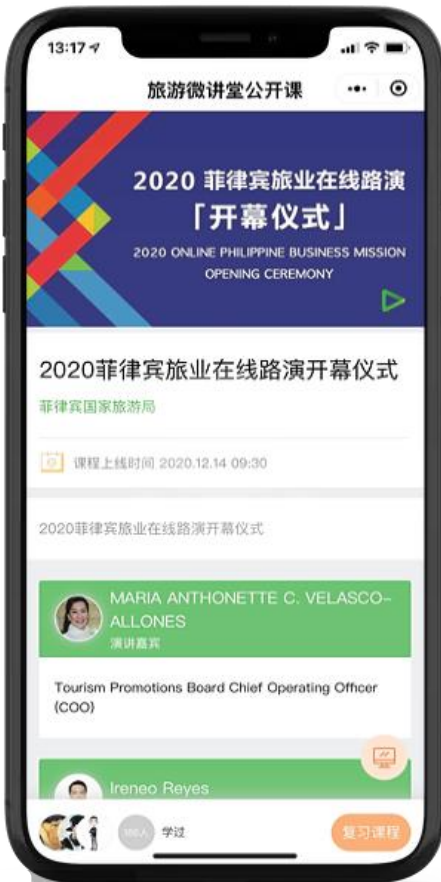 13:17
旅游微讲堂公开课
2020 菲律宾旅业在线路演
「开幕仪式」
2020 ONLINE PHILIPPINE BUSINESS MISSION
OPENING CEREMONY
2020菲律宾旅业在线路演开幕仪式
菲律宾国家旅游局
课程上线时间 2020.12.14 09:30
2020菲律宾旅业在线路演开幕仪式
MARIA ANTHONETTE C. VELASCO-
ALLONES
演讲嘉宾
Tourism Promotions Board Chief Operating Officer
(COO)
Ireneo Reyes
学过
复习课程